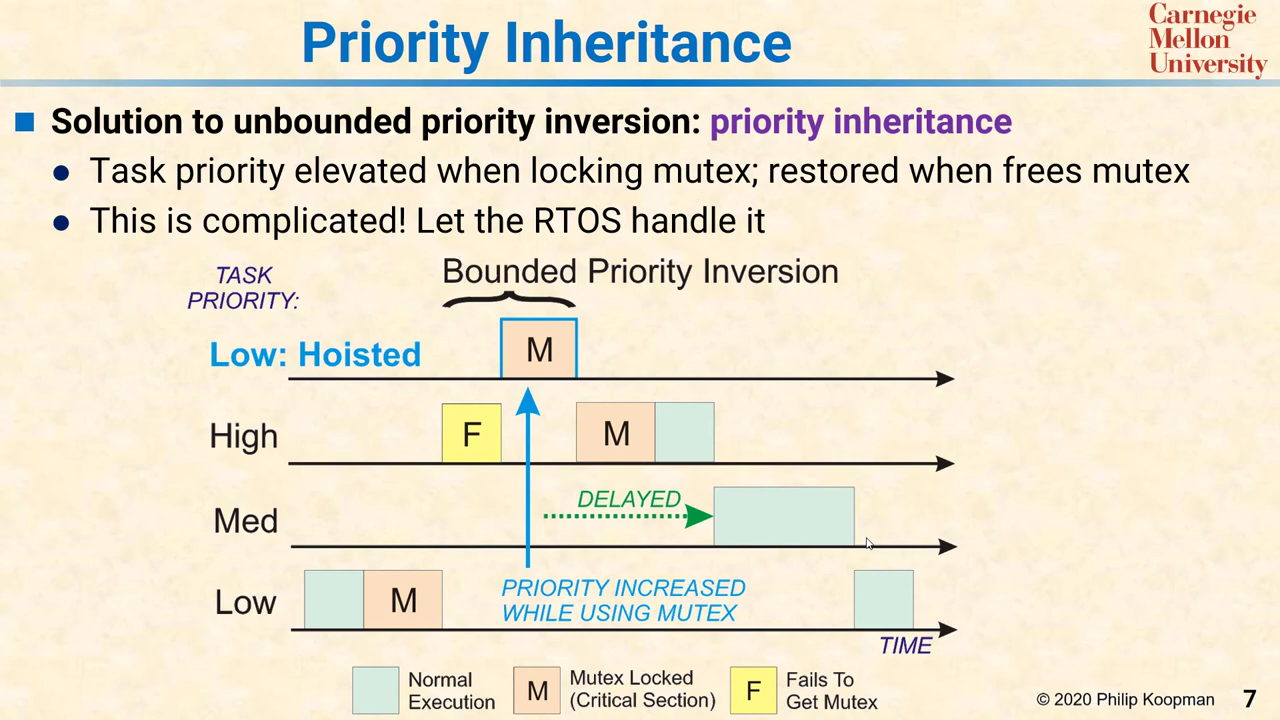 Priority Inheritance
Carnegie
Mellon
University
Solution to unbounded priority inversion: priority inheritance
Task priority elevated when locking mutex; restored when frees mutex
This is complicated! Let the RTOS handle it
TASK
PRIORITY:
Bounded Priority Inversion
Low: Hoisted
M
High
F
M
Med
DELAYED
Low
M
PRIORITY INCREASED
WHILE USING MUTEX
TIME
Normal
Execution
M
Mutex Locked
(Critical Section)
F
Fails To
Get Mutex
© 2020 Philip Koopman
7